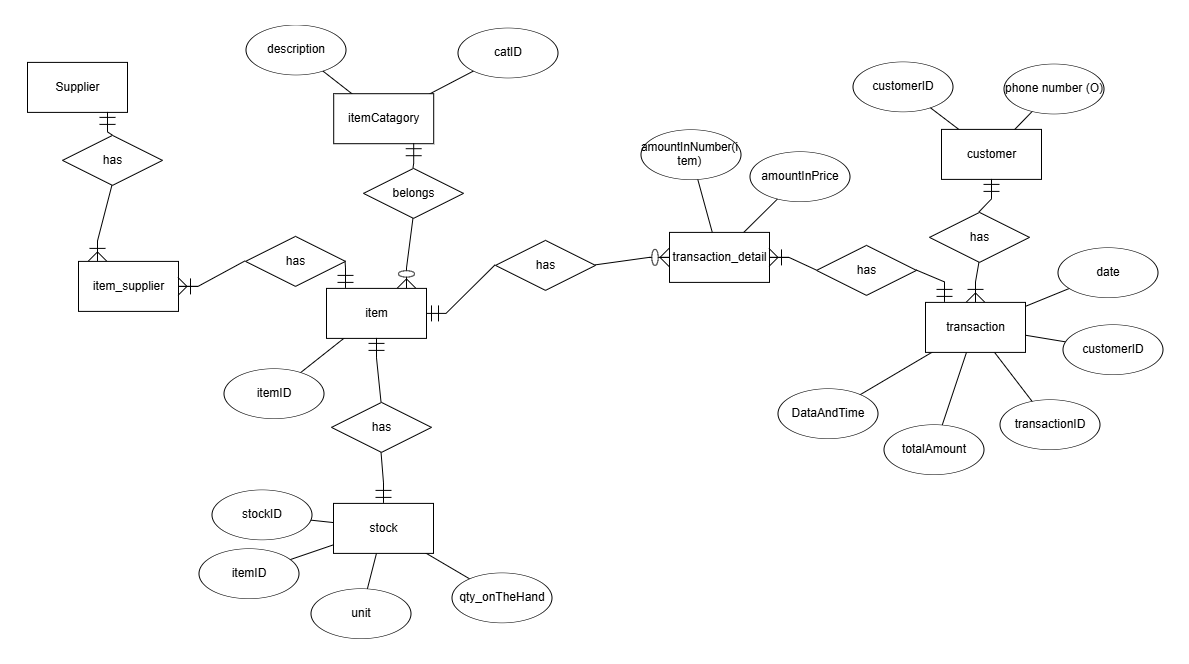 description
catID
Supplier
itemCatagory
customerID
phone number (O)
customer
has
belongs
amountInNumber(i
tem)
amountInPrice
has
item_supplier
has
item
has
transaction_detail
has
transaction
date
customerID
itemID
DataAndTime
totalAmount
transactionID
has
stockID
stock
itemID
unit
qty_onTheHand